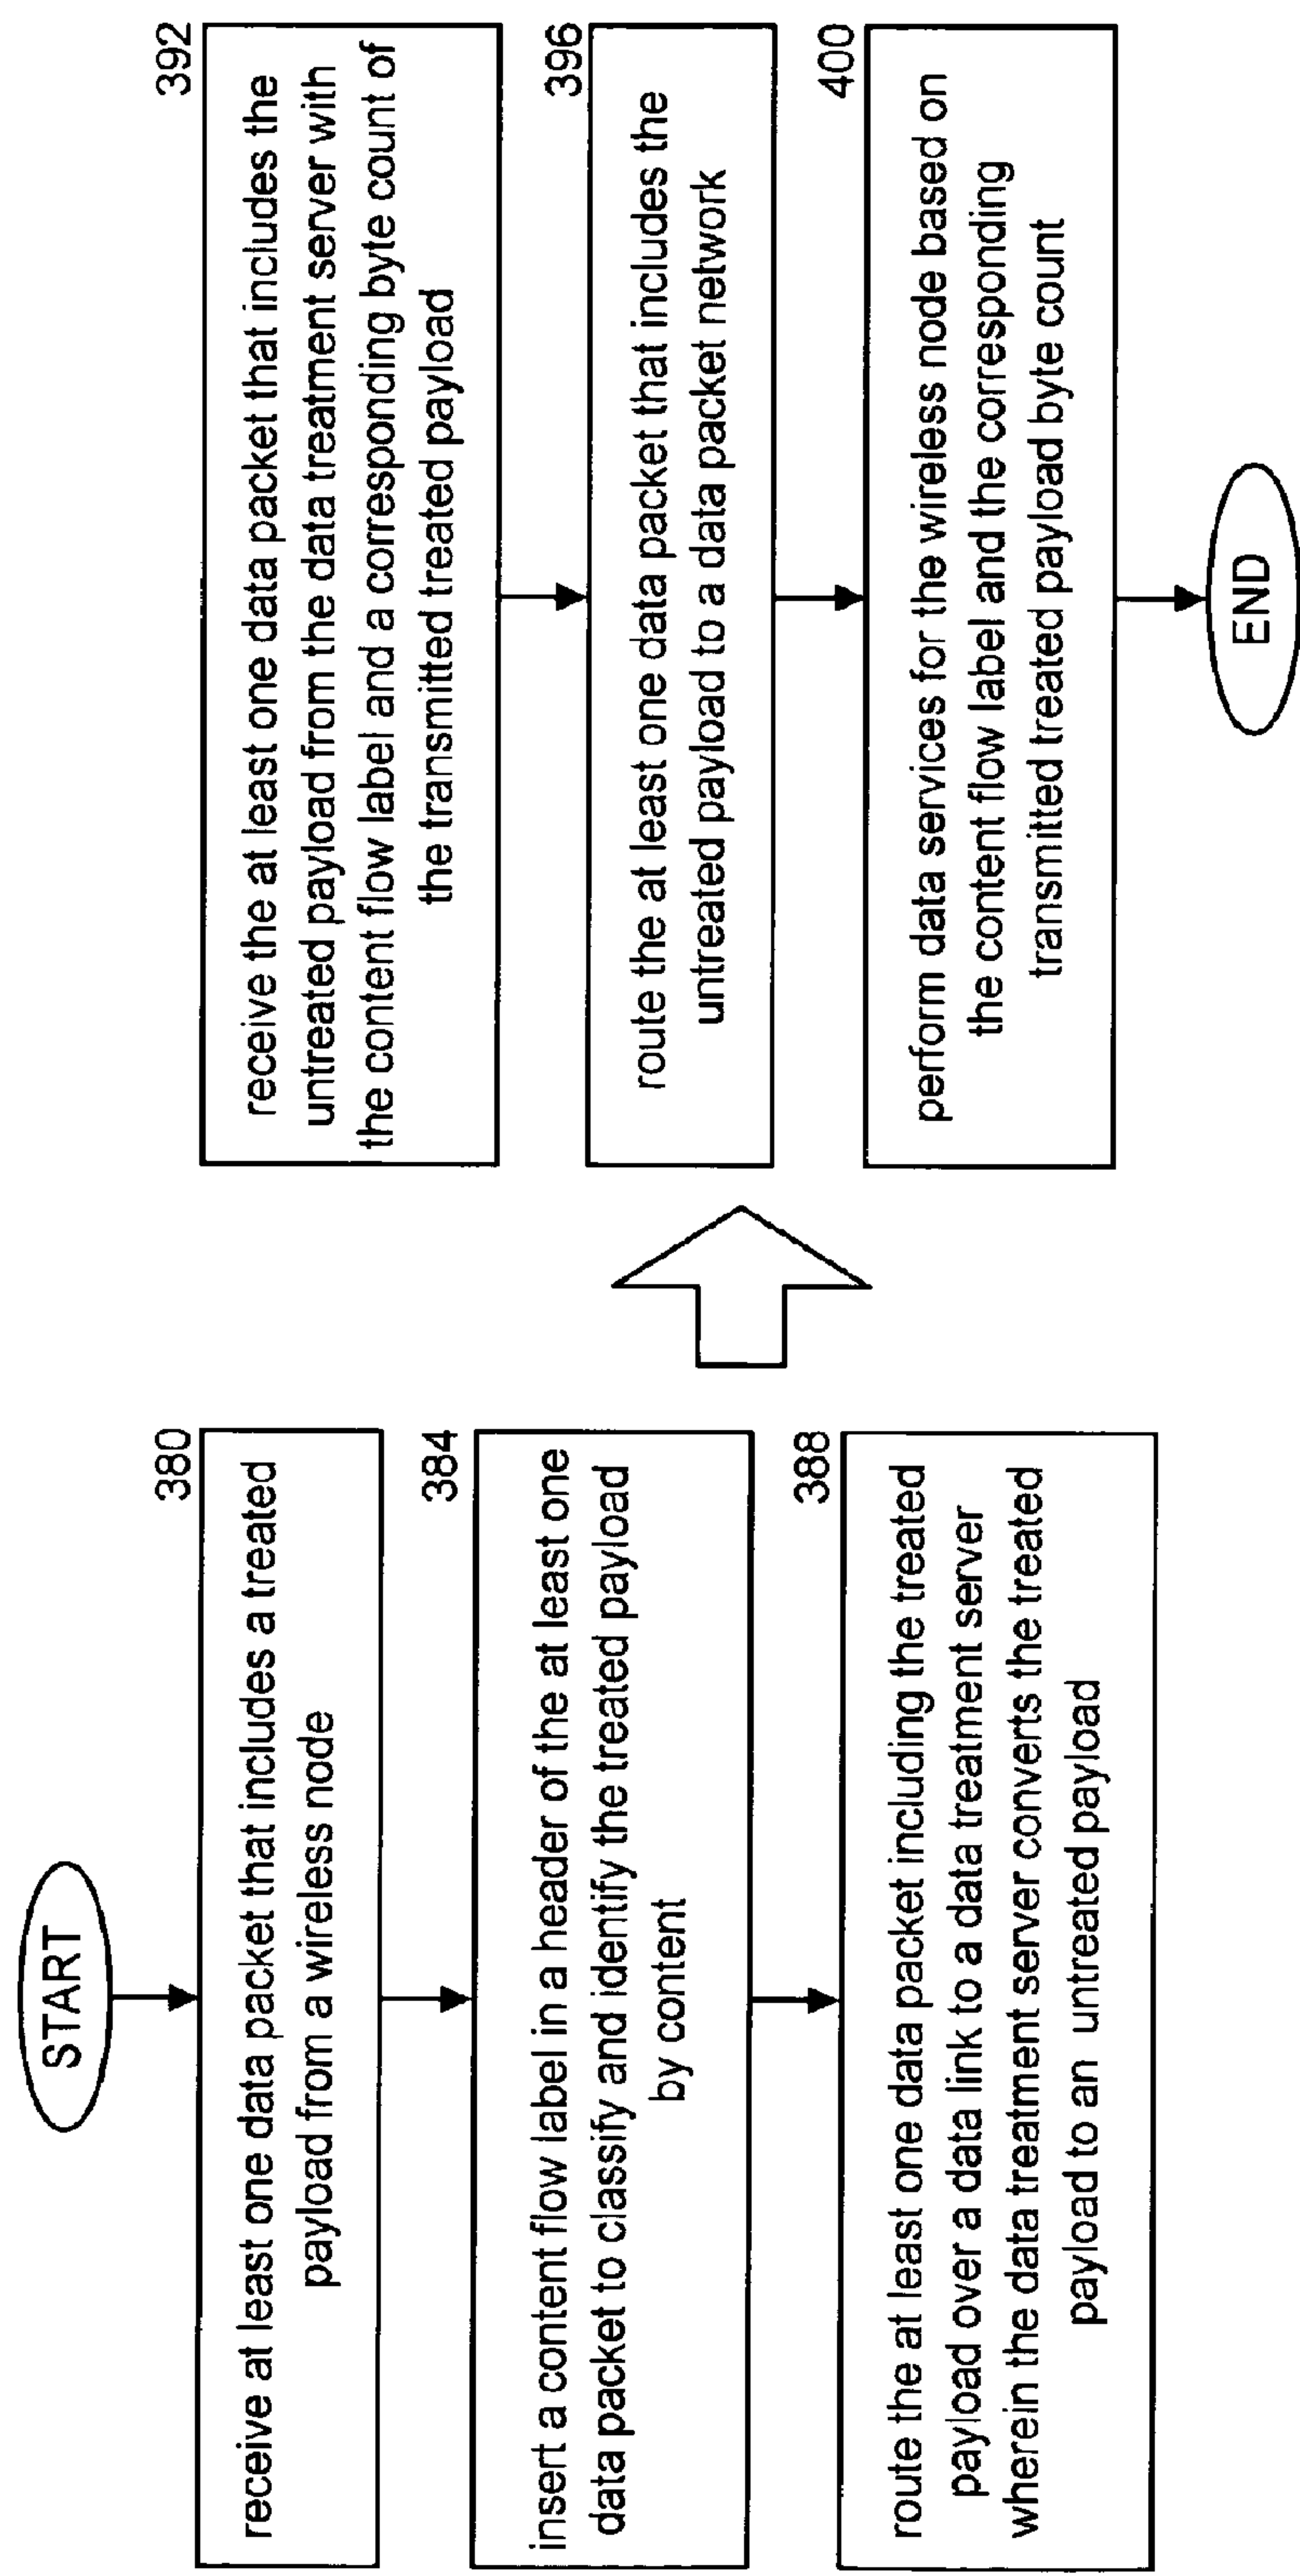 START
380
receive at least one data packet that includes a treated
payload from a wireless node
384
insert a content flow label in a header of the at least one
data packet to classify and identify the treated payload
by content
388
route the at least one data packet including the treated
payload over a data link to a data treatment server
wherein the data treatment server converts the treated
payload to an untreated payload
392
receive the at least one data packet that includes the
untreated payload from the data treatment server with
the content flow label and a corresponding byte count of
the transmitted treated payload
396
route the at least one data packet that includes the
untreated payload to a data packet network
400
perform data services for the wireless node based on
the content flow label and the corresponding
transmitted treated payload byte count
END